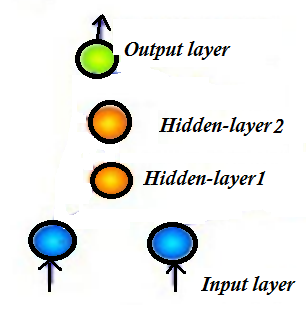 Output layer
Hidden-layer2
Hidden-layer1
Input layer